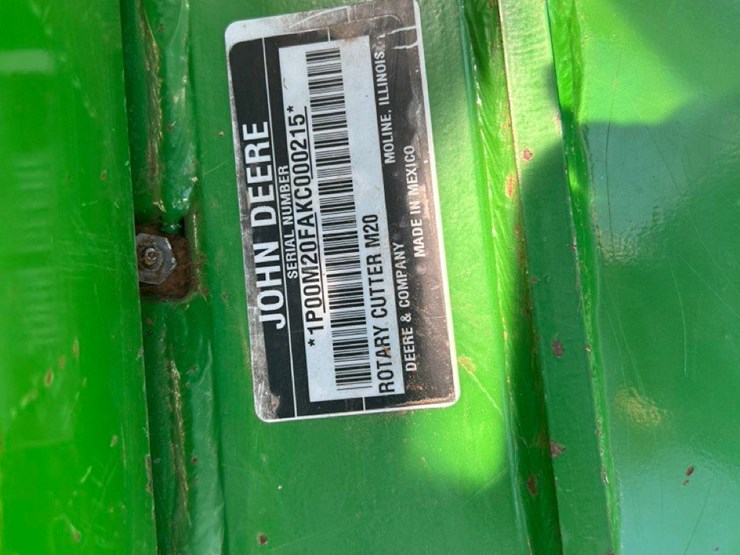 JOHN DEERE
SERIAL NUMBER
*1P00M20FAKC000215*
ROTARY CUTTER M20
DEERE & COMPANY MOLINE, ILLINOIS
MADE IN MEXICO